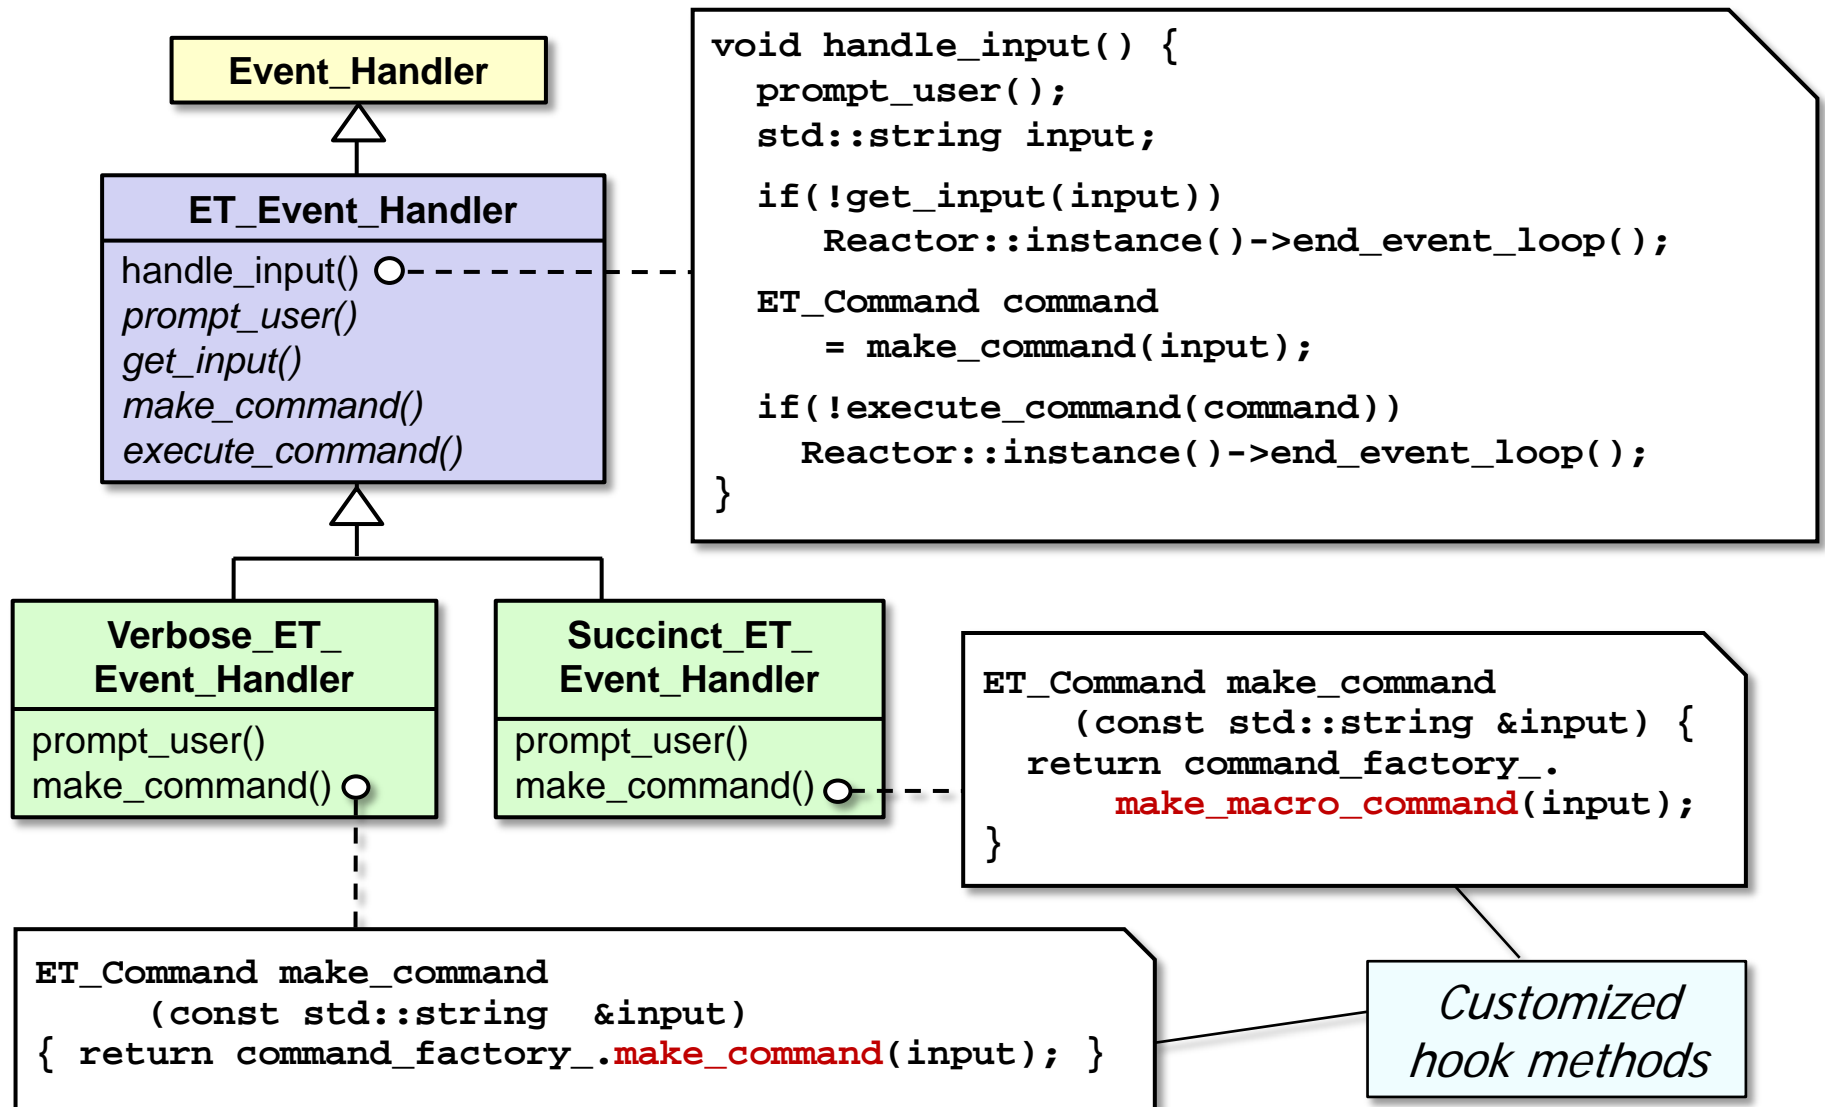 Event_Handler
ET_Event_Handler
handle_input()
prompt_user()
get_input()
make_command()
execute_command()
void handle_input() {
prompt_user();
std::string input;
if(!get_input(input))
Reactor::instance()->end_event_loop();
ET_Command command
= make_command(input);
if(!execute_command(command))
Reactor::instance()->end_event_loop();
}
Verbose_ET_
Event_Handler
prompt_user()
make_command()
Succinct_ET_
Event_Handler
prompt_user()
make_command()
ET_Command make_command
(const std::string &input) {
return command_factory_.
make_macro_command(input);
}
ET_Command make_command
(const std::string  &input)
{ return command_factory_.make_command(input); }
Customized
hook methods